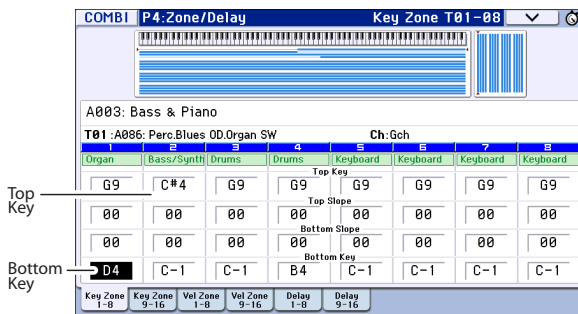 COMBI P4:Zone/Delay Key Zone T01-08
A003: Bass & Piano
T01 :A086: Perc.Blues OD.Organ SW Ch:Gch
1 2 3 4 5 6 7 8
Organ Bass/Synth Drums Drums Keyboard Keyboard Keyboard Keyboard
Top Key
Top Key G9 C#4 G9 G9 G9 G9 G9 G9
Top Slope
00 00 00 00 00 00 00 00
Bottom Slope
00 00 00 00 00 00 00 00
Bottom Key
Bottom Key D4 C-1 C-1 B4 C-1 C-1 C-1 C-1
Key Zone 1-8 Key Zone 9-16 Vel Zone 1-8 Vel Zone 9-16 Delay 1-8 Delay 9-16